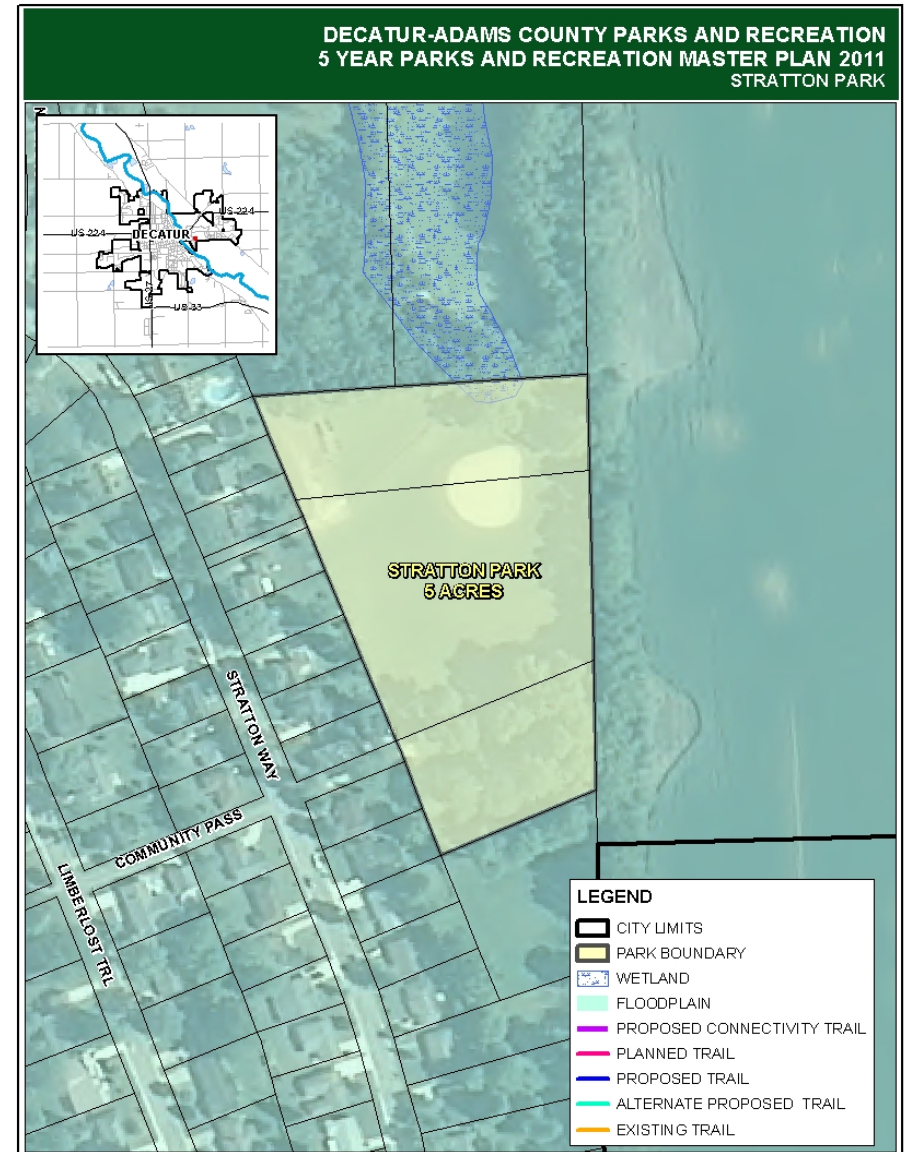 DECATUR-ADAMS COUNTY PARKS AND RECREATION
5 YEAR PARKS AND RECREATION MASTER PLAN 2011
STRATTON PARK
US 224
US 224
DECATUR
US 27
US 33
STRATTON PARK
5 ACRES
STRATTON WAY
COMMUNITY PASS
LIMBERLOST TRL
LEGEND
CITY LIMITS
PARK BOUNDARY
WETLAND
FLOODPLAIN
PROPOSED CONNECTIVITY TRAIL
PLANNED TRAIL
PROPOSED TRAIL
ALTERNATE PROPOSED TRAIL
EXISTING TRAIL